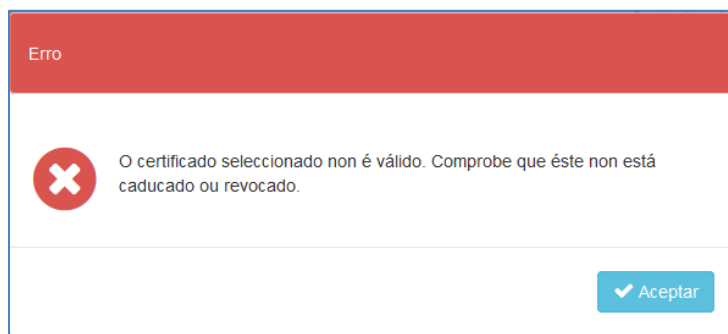 Erro
O certificado seleccionado non é válido. Comprobe que éste non está
caducado ou revocado.
Aceptar